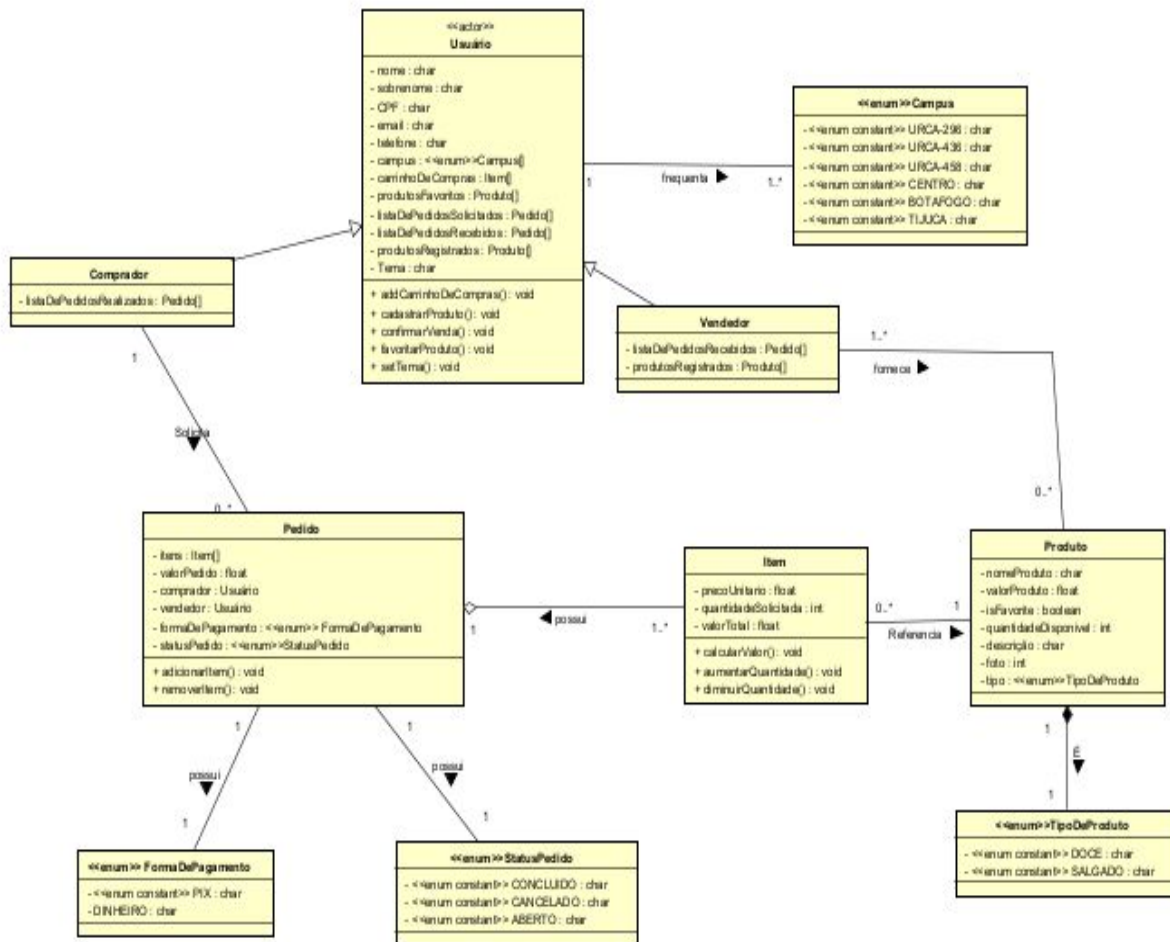 <<actor>>
Usuário
- nome : char
- sobrenome : char
- CPF : char
- email : char
- telefone : char
- campus : <<enum>>Campus[]
- carrinhoDeCompras : Item[]
- produtosFavoritos : Produto[]
- listaDePedidosSolicitados : Pedido[]
- listaDePedidosRecebidos : Pedido[]
- produtosRegistrados : Produto[]
- Tema : char
+ addCarrinhoDeCompras() : void
+ cadastrarProduto() : void
+ confirmarVenda() : void
+ favoritarProduto() : void
+ setTema() : void
1
frequenta
1..*
<<enum>>Campus
- <<enum constant>> URCA-296 : char
- <<enum constant>> URCA-436 : char
- <<enum constant>> URCA-458 : char
- <<enum constant>> CENTRO : char
- <<enum constant>> BOTAFOGO : char
- <<enum constant>> TIJUCA : char
Comprador
- listaDePedidosRealizados : Pedido[]
1
Solicita
0..*
Vendedor
- listaDePedidosRecebidos : Pedido[]
- produtosRegistrados : Produto[]
1..*
fornece
0..*
Pedido
- itens : Item[]
- valorPedido : float
- comprador : Usuário
- vendedor : Usuário
- formaDePagamento : <<enum>> FormaDePagamento
- statusPedido : <<enum>>StatusPedido
+ adicionarItem() : void
+ removerItem() : void
1
possui
1..*
Item
- precoUnitario : float
- quantidadeSolicitada : int
- valorTotal : float
+ calcularValor() : void
+ aumentarQuantidade() : void
+ diminuirQuantidade() : void
0..*
1
Referencia
Produto
- nomeProduto : char
- valorProduto : float
- isFavorite : boolean
- quantidadeDisponivel : int
- descrição : char
- foto : int
- tipo : <<enum>>TipoDeProduto
1
possui
1
1
possui
1
1
É
1
<<enum>> FormaDePagamento
- <<enum constant>> PIX : char
- DINHEIRO : char
<<enum>> StatusPedido
- <<enum constant>> CONCLUIDO : char
- <<enum constant>> CANCELADO : char
- <<enum constant>> ABERTO : char
<<enum>>TipoDeProduto
- <<enum constant>> DOCE : char
- <<enum constant>> SALGADO : char